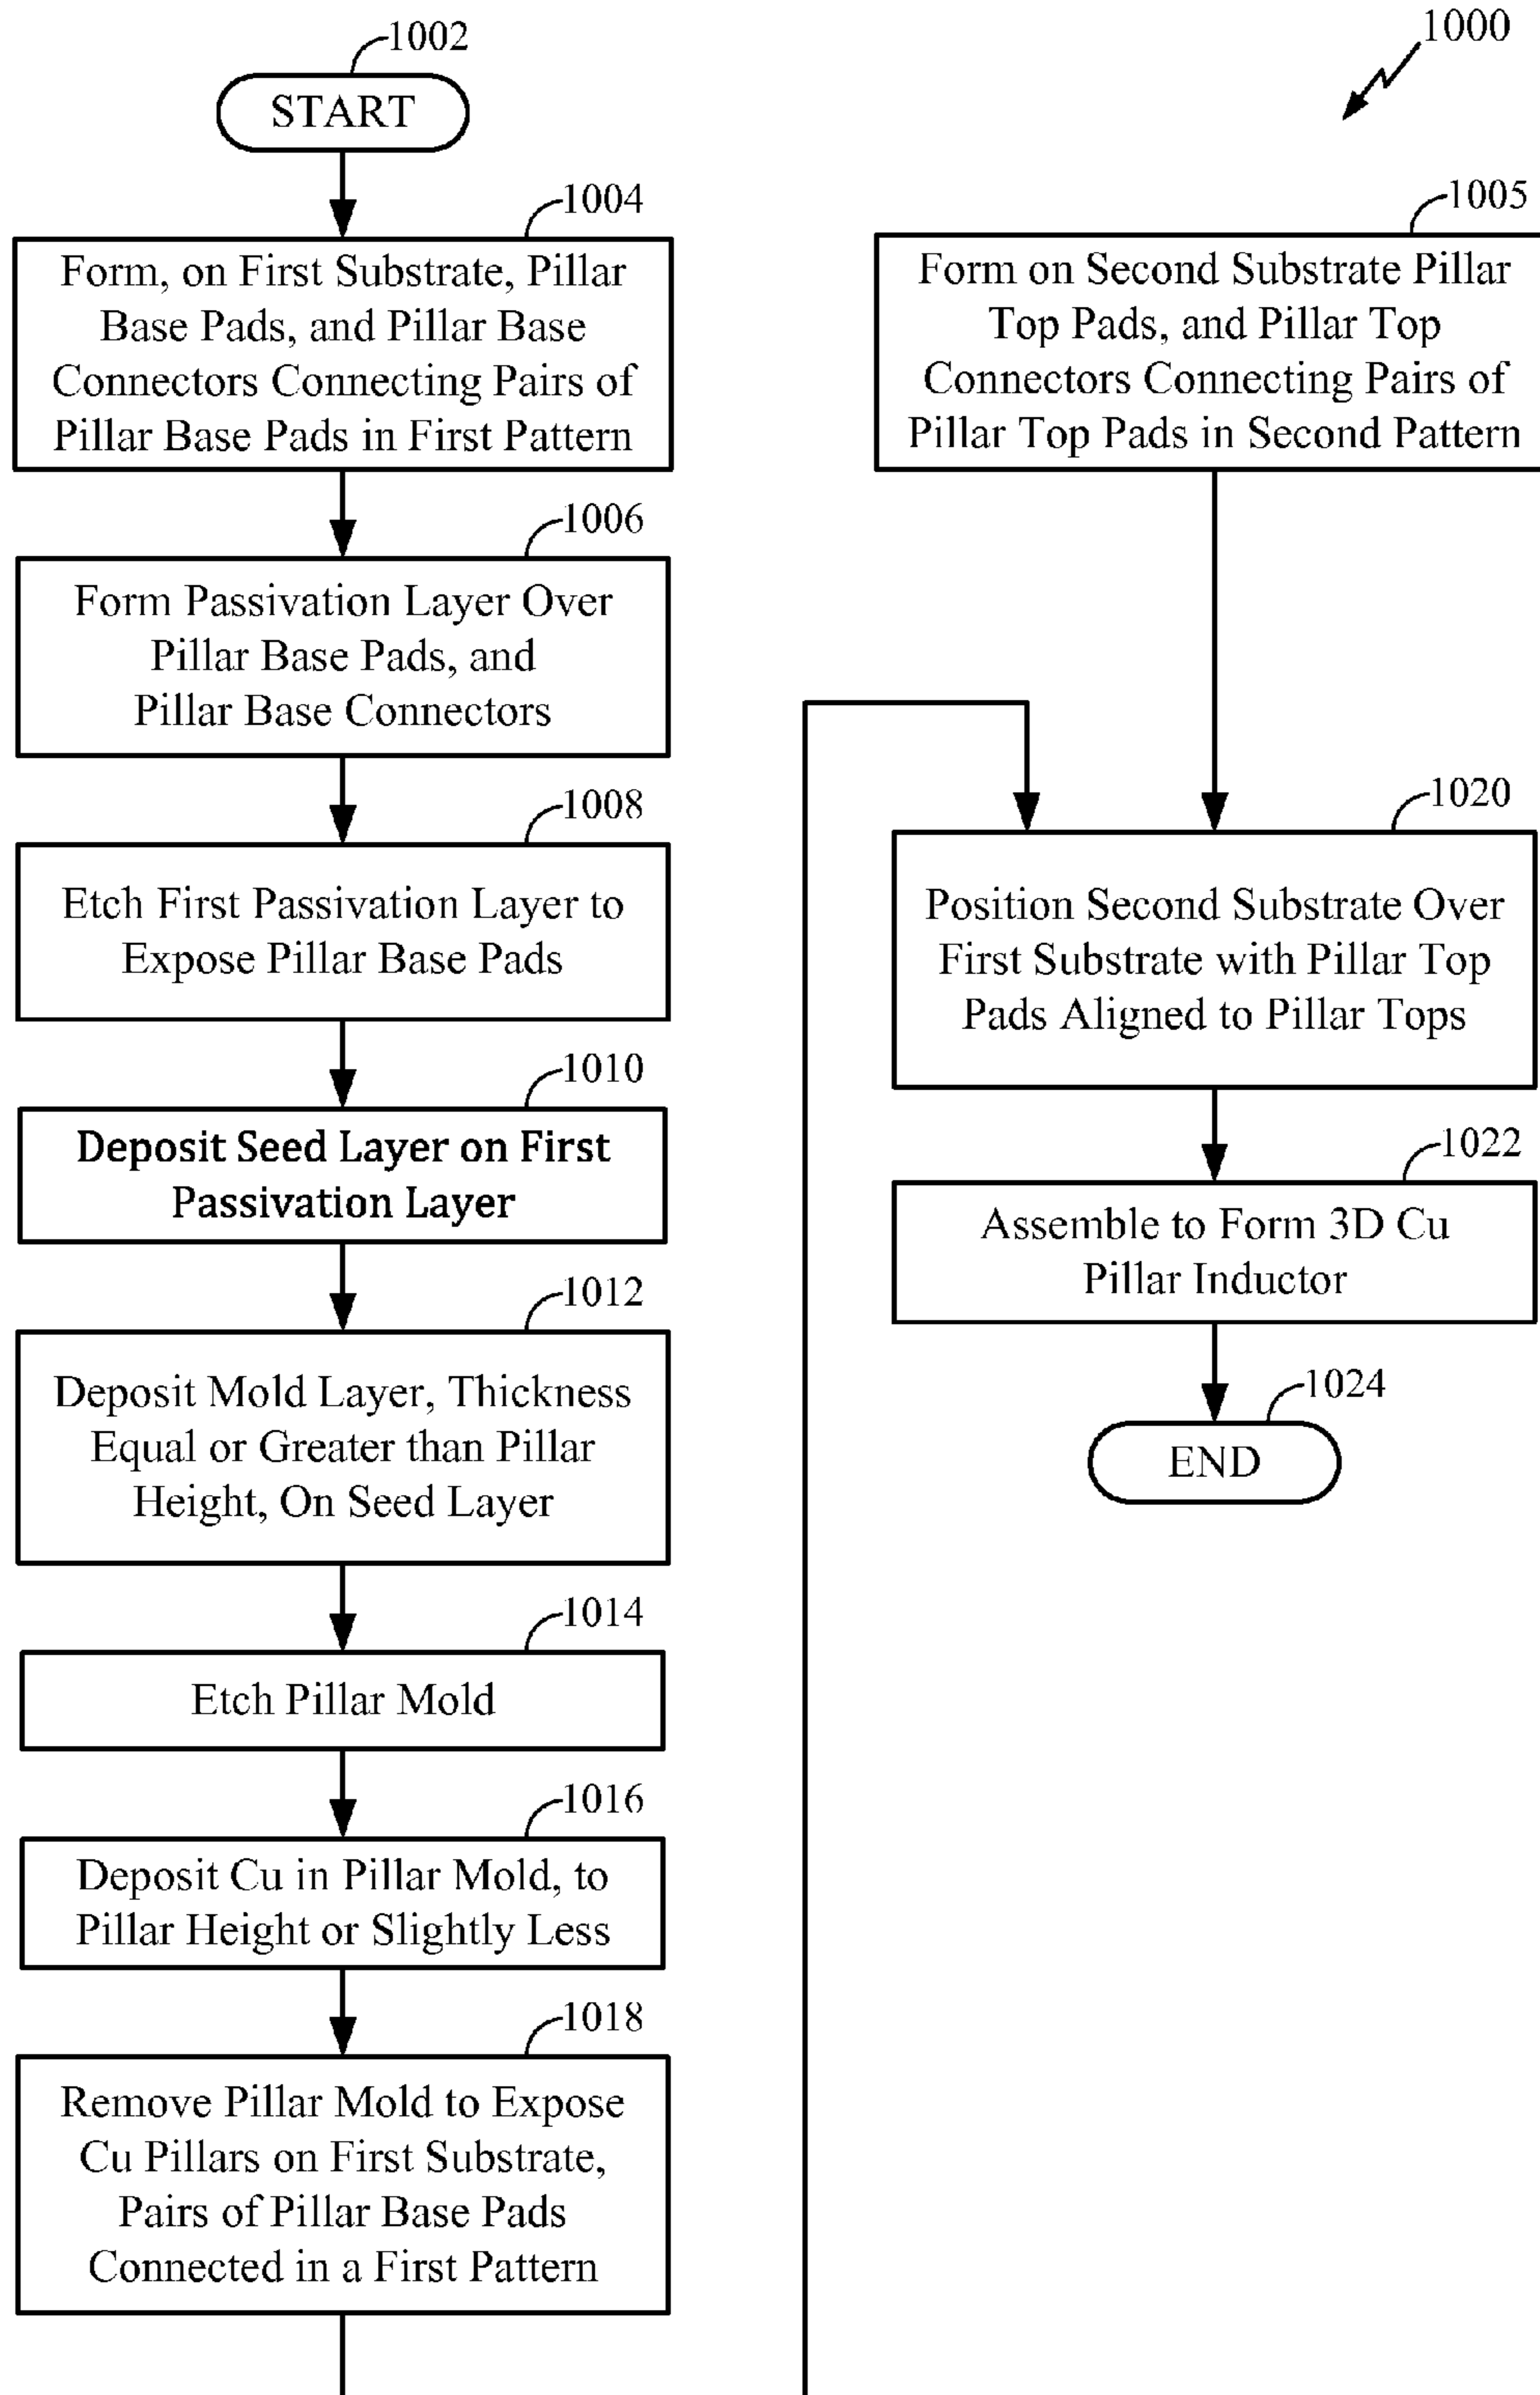 1002
START
1004
Form, on First Substrate, Pillar
Base Pads, and Pillar Base
Connectors Connecting Pairs of
Pillar Base Pads in First Pattern
1006
Form Passivation Layer Over
Pillar Base Pads, and
Pillar Base Connectors
1008
Etch First Passivation Layer to
Expose Pillar Base Pads
1010
Deposit Seed Layer on First
Passivation Layer
1012
Deposit Mold Layer, Thickness
Equal or Greater than Pillar
Height, On Seed Layer
1014
Etch Pillar Mold
1016
Deposit Cu in Pillar Mold, to
Pillar Height or Slightly Less
1018
Remove Pillar Mold to Expose
Cu Pillars on First Substrate,
Pairs of Pillar Base Pads
Connected in a First Pattern
1000
1005
Form on Second Substrate Pillar
Top Pads, and Pillar Top
Connectors Connecting Pairs of
Pillar Top Pads in Second Pattern
1020
Position Second Substrate Over
First Substrate with Pillar Top
Pads Aligned to Pillar Tops
1022
Assemble to Form 3D Cu
Pillar Inductor
1024
END